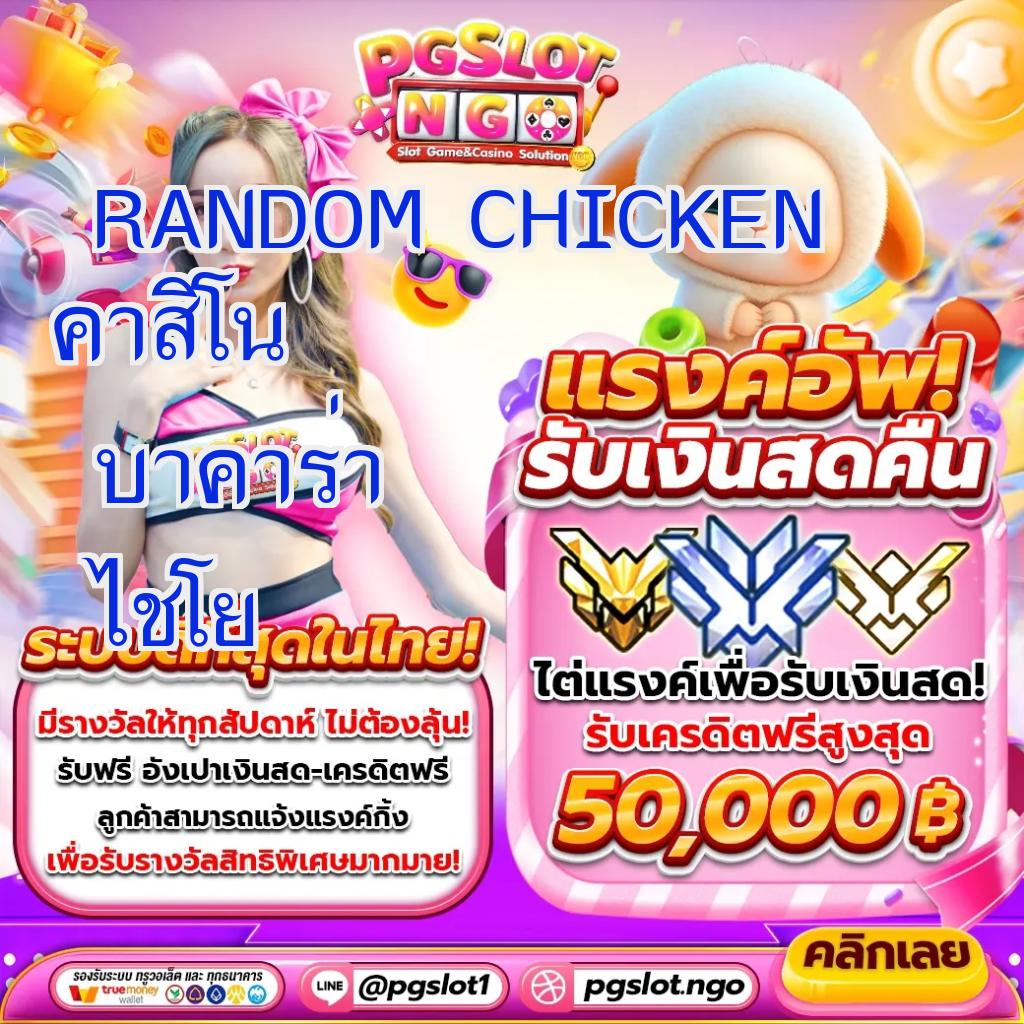 PGSLOT
NGO
Slot Game&Casino Solution
RANDOM CHICKEN
คาสิโน
บาคาร่า
ไชโย
แรงค์อัพ!
รับเงินสดคืน
ไต่แรงค์เพื่อรับเงินสด!
รับเครดิตฟรีสูงสุด
50,000 ฿
ในไทย!
มีรางวัลให้ทุกสัปดาห์ ไม่ต้องลุ้น!
รับฟรี อังเปาเงินสด-เครดิตฟรี
ลูกค้าสามารถแจ้งแรงค์กิ้ง
เพื่อรับรางวัลสิทธิพิเศษมากมาย!
คลิกเลย
รองรับระบบ ทรูวอเล็ต และ ทุกธนาคาร
truemoney
wallet
LINE @pgslot1
pgslot.ngo